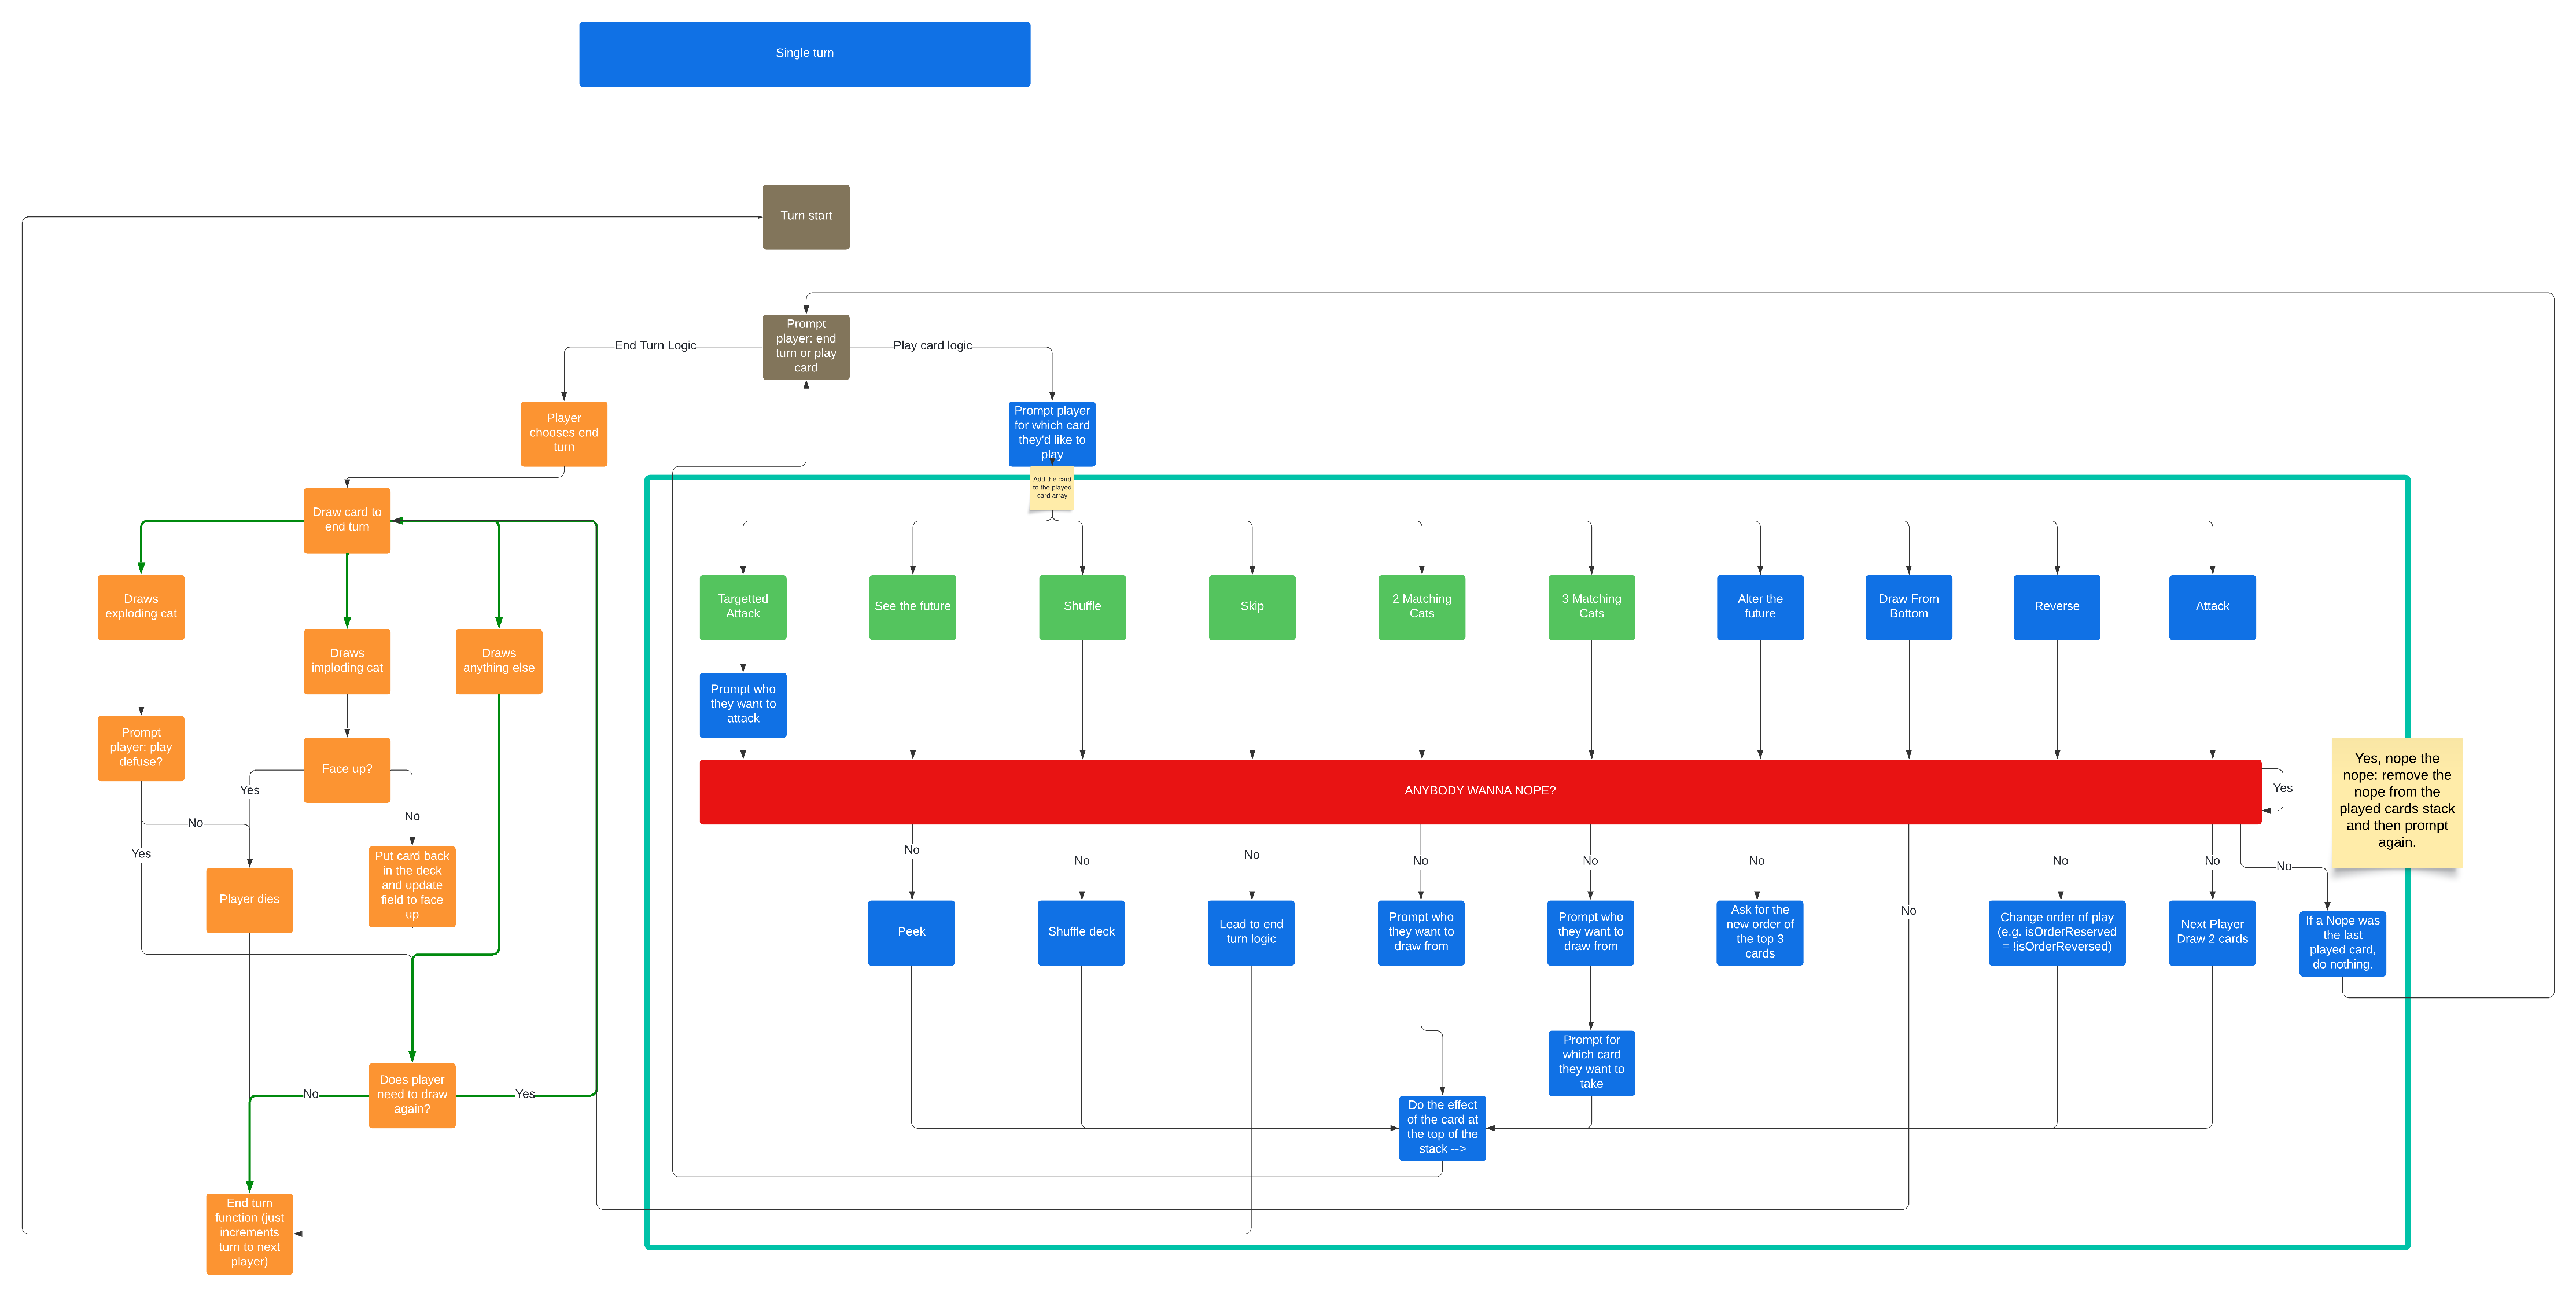 Single turn
Turn start
Prompt
player: end
turn or play
card
End Turn Logic
Play card logic
Player
chooses end
turn
Prompt player
for which card
they'd like to
play
Add the card
to the played
card array
Draw card to
end turn
Draws
exploding cat
Draws
imploding cat
Draws
anything else
Targetted
Attack
See the future
Shuffle
Skip
2 Matching
Cats
3 Matching
Cats
Alter the
future
Draw From
Bottom
Reverse
Attack
Prompt who
they want to
attack
Prompt
player: play
defuse?
Face up?
ANYBODY WANNA NOPE?
Yes
Yes, nope the
nope: remove the
nope from the
played cards stack
and then prompt
again.
Yes
No
No
Yes
Player dies
Put card back
in the deck
and update
field to face
up
No
No
No
No
No
No
No
No
No
No
Peek
Shuffle deck
Lead to end
turn logic
Prompt who
they want to
draw from
Prompt who
they want to
draw from
Ask for the
new order of
the top 3
cards
Change order of play
(e.g. isOrderReserved
= !isOrderReversed)
Next Player
Draw 2 cards
If a Nope was
the last
played card,
do nothing.
Prompt for
which card
they want to
take
Does player
need to draw
again?
No
Yes
Do the effect
of the card at
the top of the
stack -->
End turn
function (just
increments
turn to next
player)